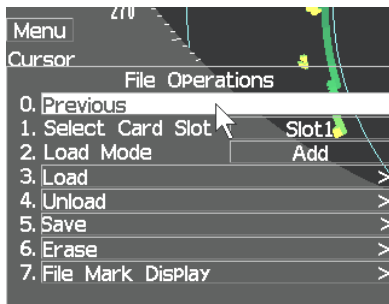 270
Menu
Cursor
File Operations
0. Previous
1. Select Card Slot Slot1
2. Load Mode Add
3. Load >
4. Unload >
5. Save >
6. Erase >
7. File Mark Display >